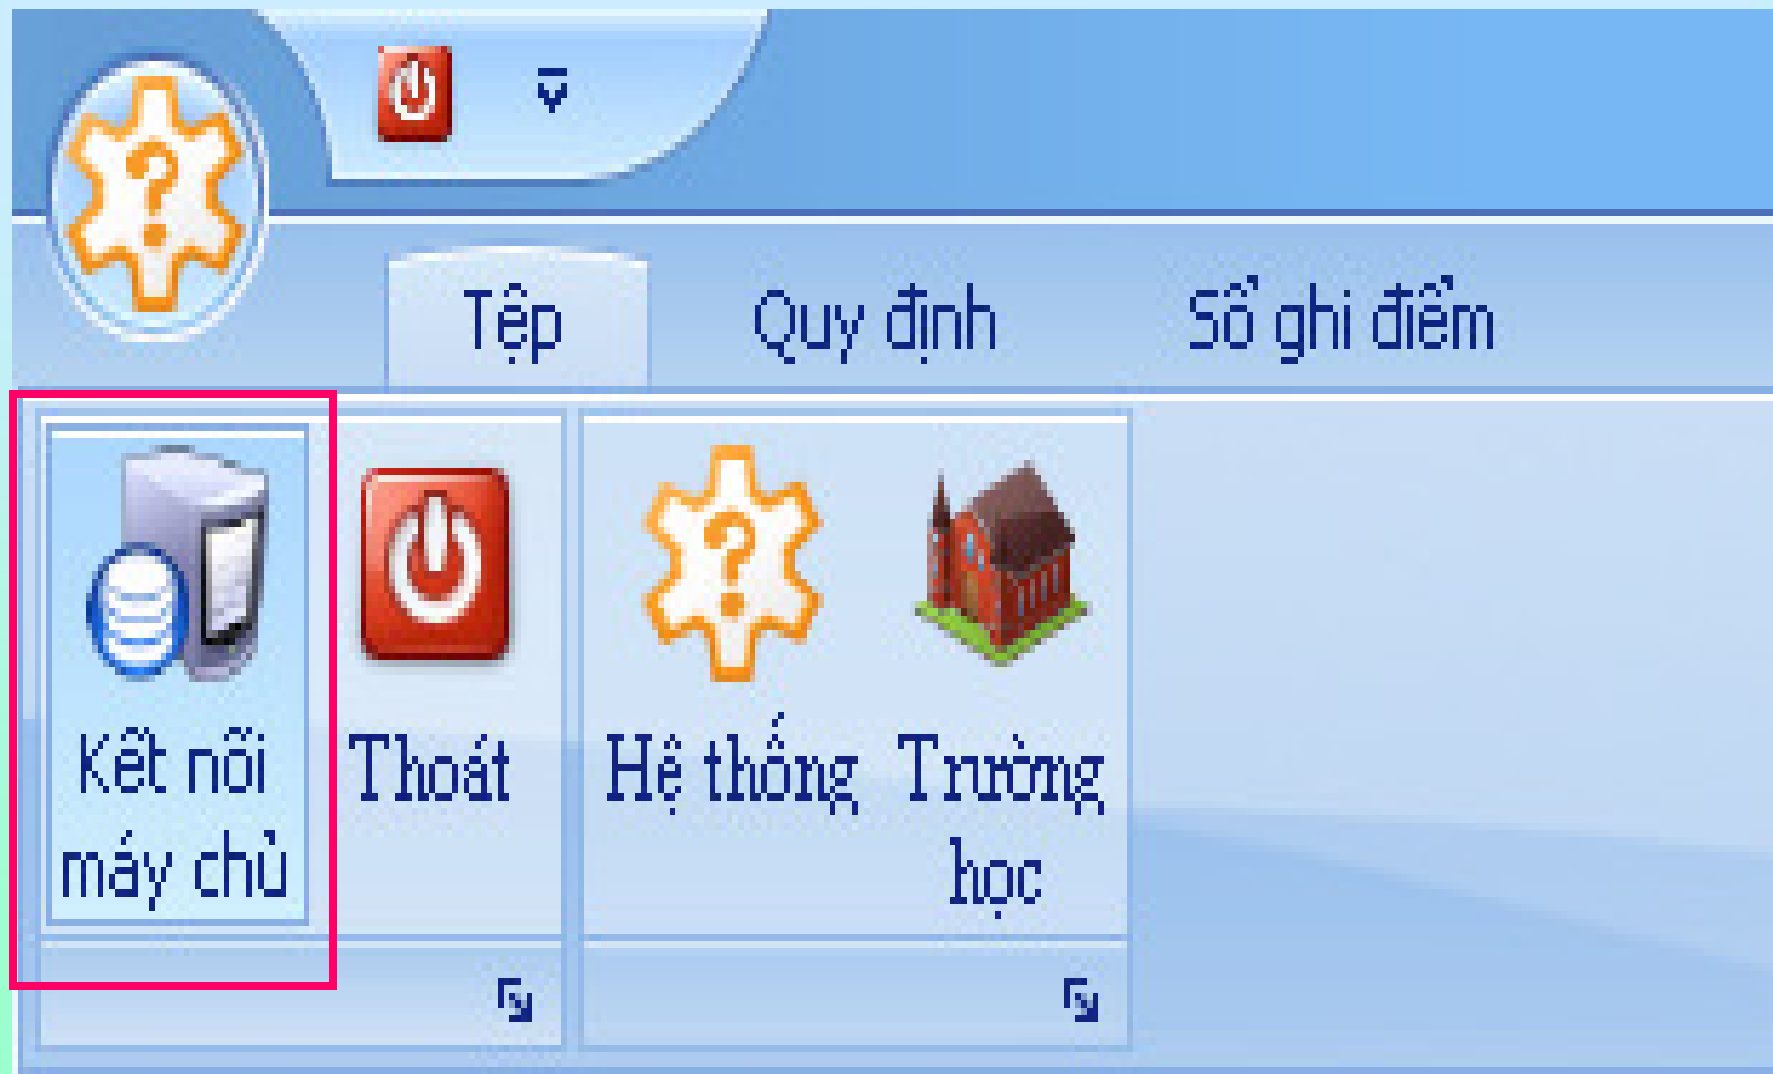 Tệp Quy định Sổ ghi điểm
Kết nối Thoát Hệ thống Trường
máy chủ học